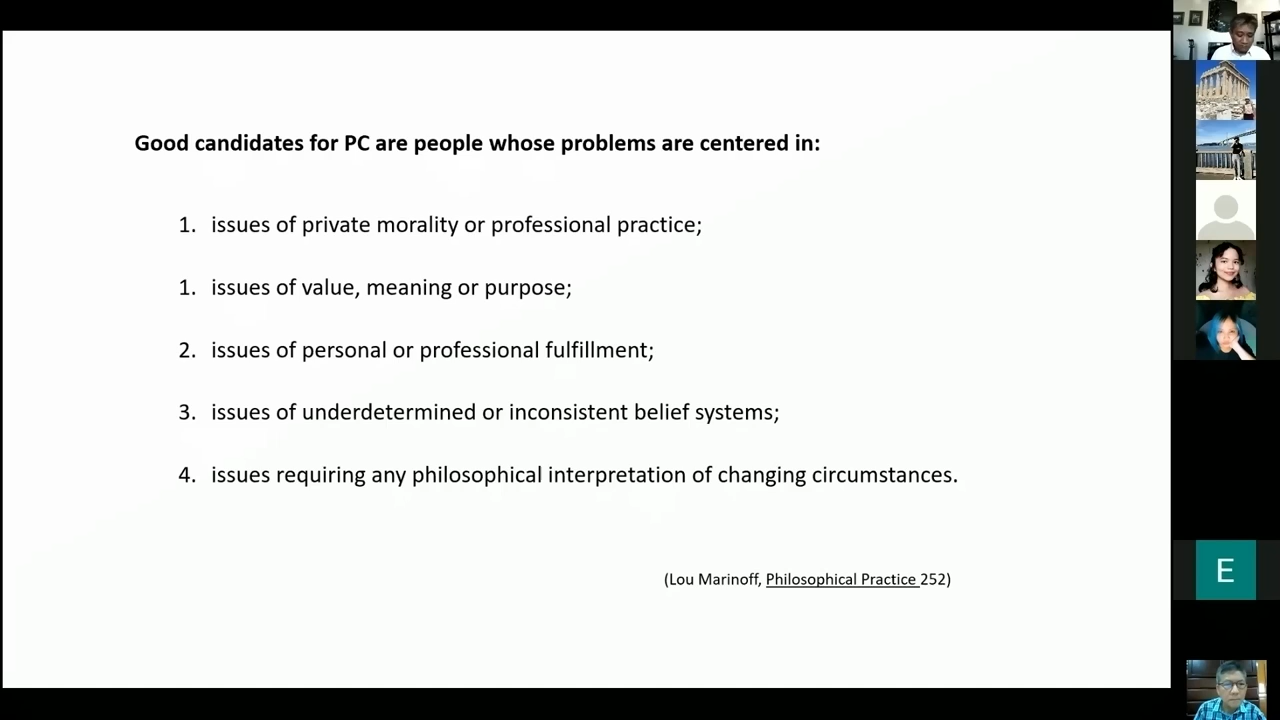 Good candidates for PC are people whose problems are centered in:
1. issues of private morality or professional practice;
1. issues of value, meaning or purpose;
2. issues of personal or professional fulfillment;
3. issues of underdetermined or inconsistent belief systems;
4. issues requiring any philosophical interpretation of changing circumstances.
(Lou Marinoff, Philosophical Practice 252)
E